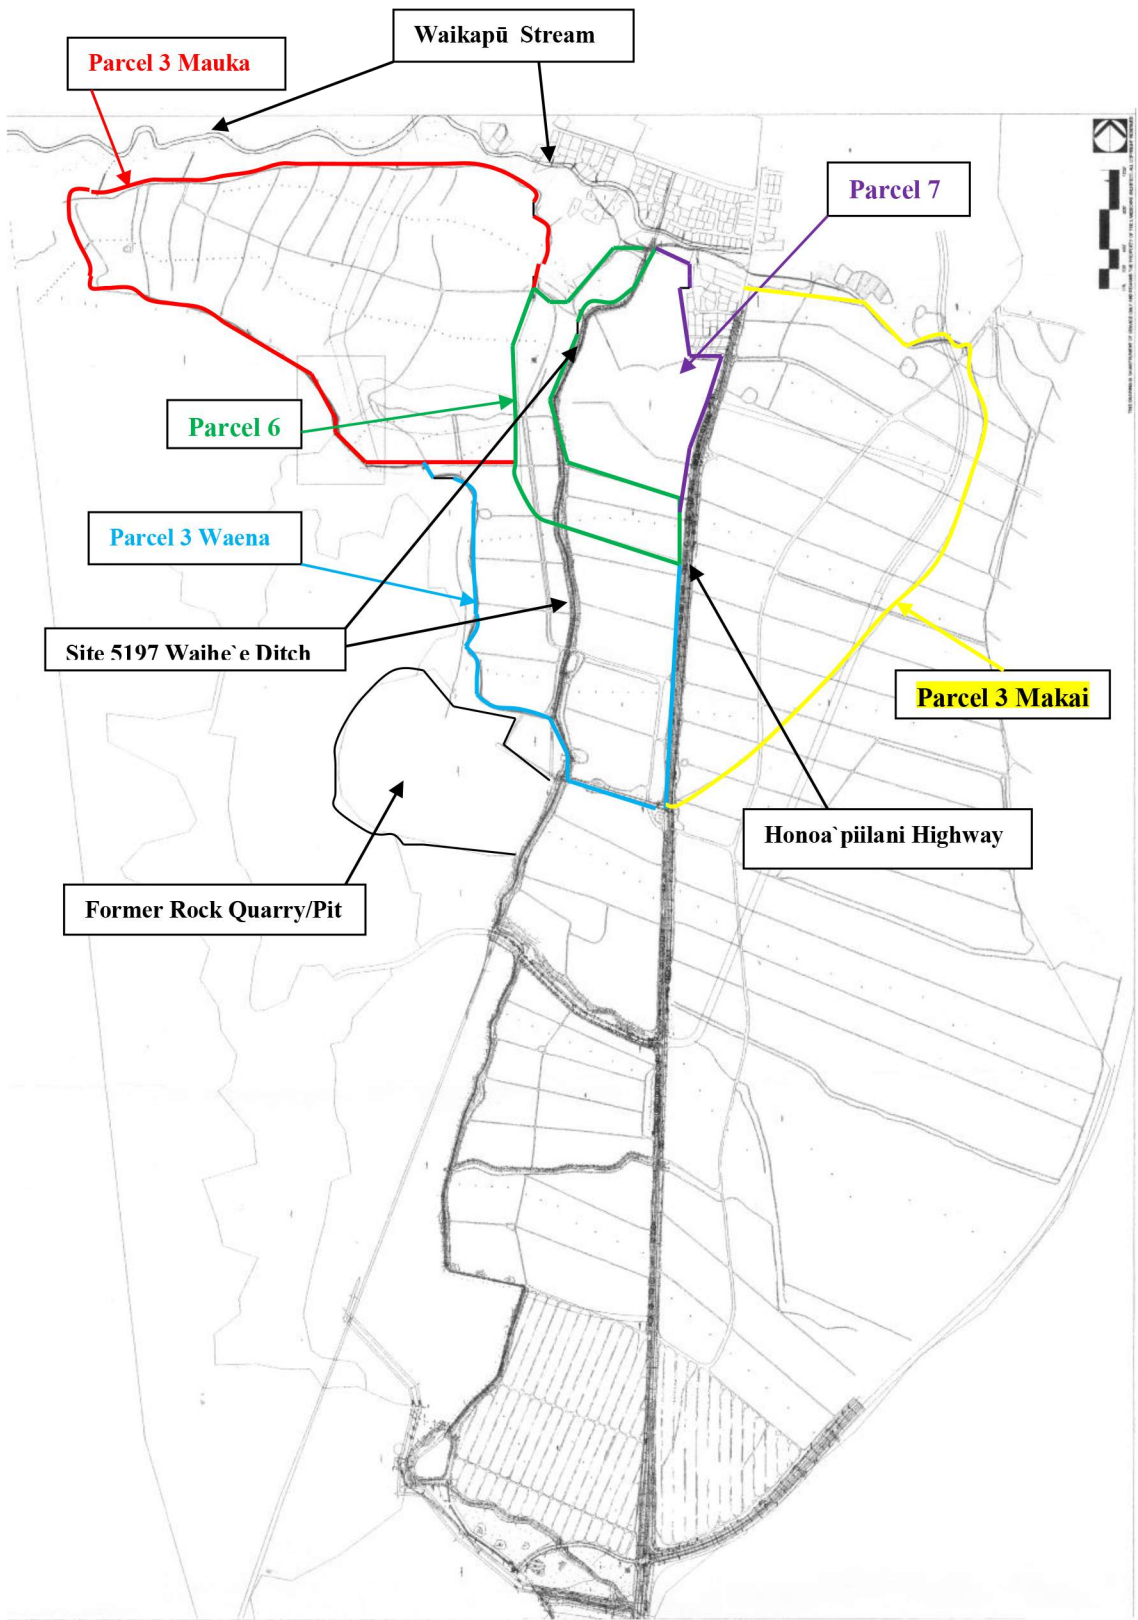 Waikapū Stream
Parcel 3 Mauka
Parcel 7
Parcel 6
Parcel 3 Waena
Site 5197 Waihe`e Ditch
Parcel 3 Makai
Honoa`piilani Highway
Former Rock Quarry/Pit